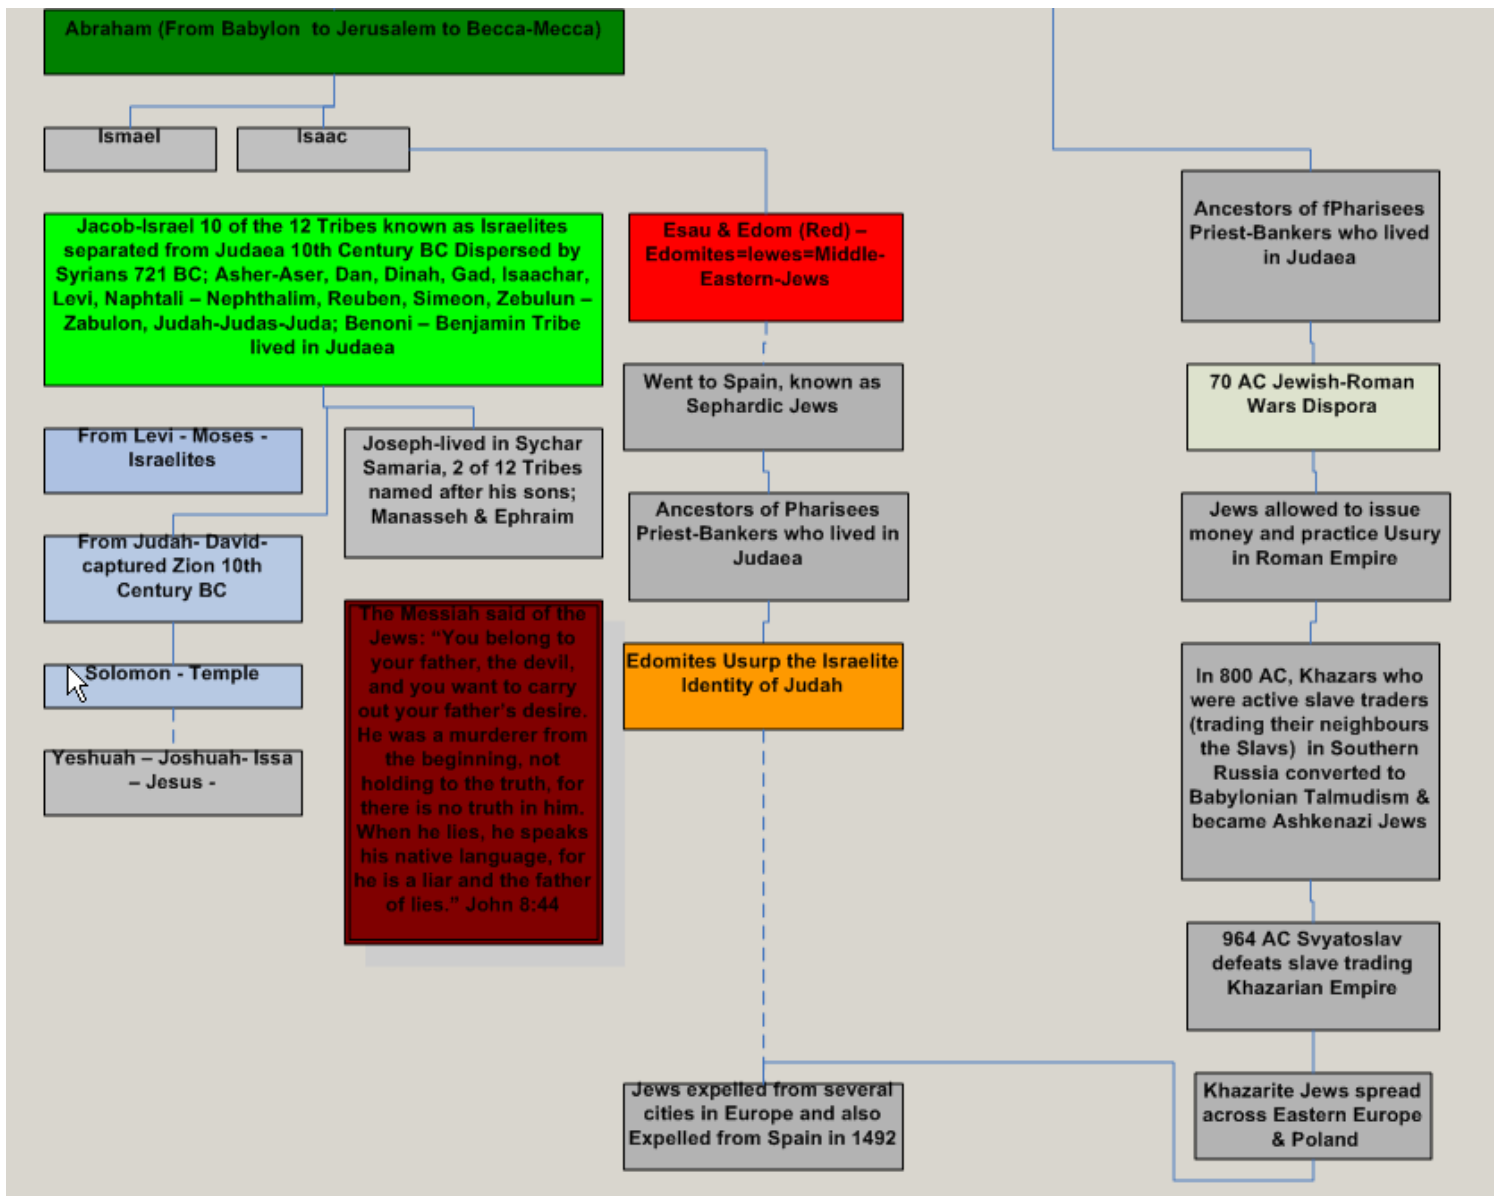 Abraham (From Babylon  to Jerusalem to Becca-Mecca)
Ismael
Isaac
Jacob-Israel 10 of the 12 Tribes known as Israelites
separated from Judaea 10th Century BC Dispersed by
Syrians 721 BC; Asher-Aser, Dan, Dinah, Gad, Isaachar,
Levi, Naphtali – Nephthalim, Reuben, Simeon, Zebulun –
Zabulon, Judah-Judas-Juda; Benoni – Benjamin Tribe
lived in Judaea
From Levi - Moses -
Israelites
From Judah- David-
captured Zion 10th
Century BC
Solomon - Temple
Yeshuah – Joshuah- Issa
– Jesus -
Joseph-lived in Sychar
Samaria, 2 of 12 Tribes
named after his sons;
Manasseh & Ephraim
The Messiah said of the
Jews: “You belong to
your father, the devil,
and you want to carry
out your father’s desire.
He was a murderer from
the beginning, not
holding to the truth, for
there is no truth in him.
When he lies, he speaks
his native language, for
he is a liar and the father
of lies.” John 8:44
Esau & Edom (Red) –
Edomites=Iewes=Middle-
Eastern-Jews
Went to Spain, known as
Sephardic Jews
Ancestors of Pharisees
Priest-Bankers who lived in
Judaea
Edomites Usurp the Israelite
Identity of Judah
Jews expelled from several
cities in Europe and also
Expelled from Spain in 1492
Ancestors of fPharisees
Priest-Bankers who lived
in Judaea
70 AC Jewish-Roman
Wars Dispora
Jews allowed to issue
money and practice Usury
in Roman Empire
In 800 AC, Khazars who
were active slave traders
(trading their neighbours
the Slavs)  in Southern
Russia converted to
Babylonian Talmudism &
became Ashkenazi Jews
964 AC Svyatoslav
defeats slave trading
Khazarian Empire
Khazarite Jews spread
across Eastern Europe
& Poland